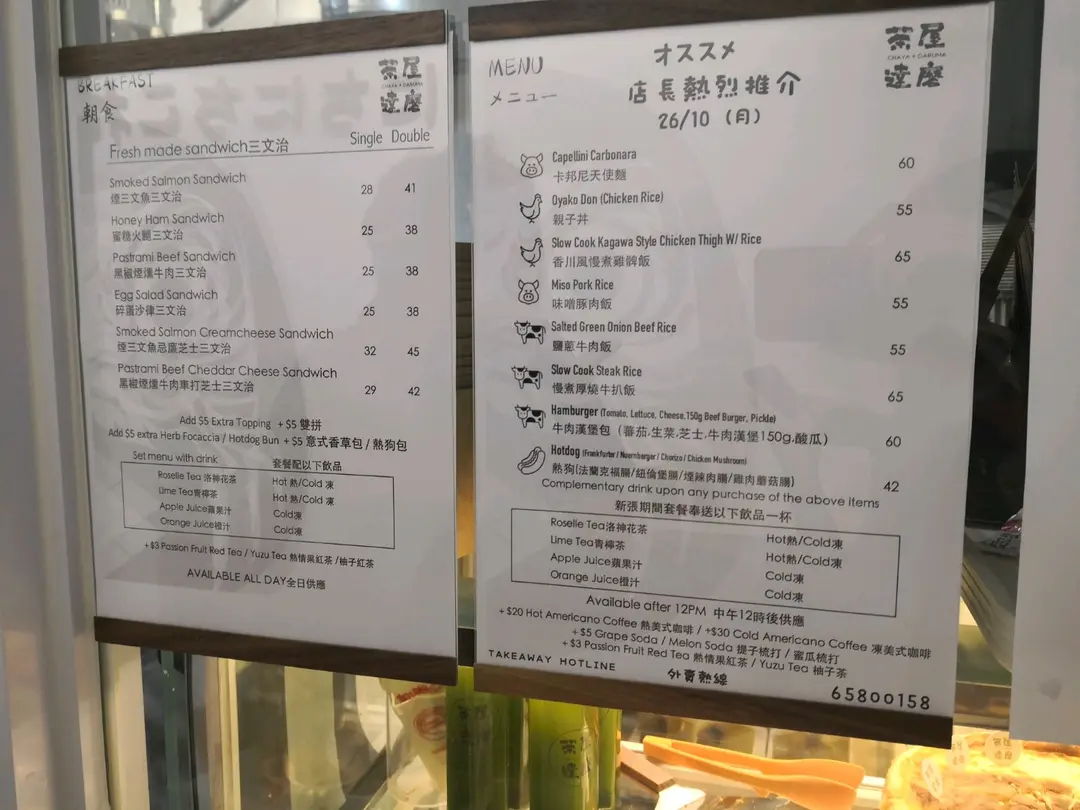 BREAKFAST
朝食
茶屋
CHAYA + DARUMA
達磨
Fresh made sandwich三文治 Single Double
Smoked Salmon Sandwich
煙三文魚三文治 28 41
Honey Ham Sandwich
蜜糖火腿三文治 25 38
Pastrami Beef Sandwich
黑椒煙燻牛肉三文治 25 38
Egg Salad Sandwich
碎蛋沙律三文治 25 38
Smoked Salmon Creamcheese Sandwich
煙三文魚忌廉芝士三文治 32 45
Pastrami Beef Cheddar Cheese Sandwich
黑椒煙燻牛肉車打芝士三文治 29 42
Add $5 Extra Topping +$5 雙拼
Add $5 extra Herb Focaccia / Hotdog Bun +$5 意式香草包 / 熱狗包
Set menu with drink 套餐配以下飲品
Roselle Tea 洛神花茶 Hot 熱/Cold 凍
Lime Tea青檸茶 Hot 熱/Cold 凍
Apple Juice蘋果汁 Cold凍
Orange Juice橙汁 Cold凍
+$3 Passion Fruit Red Tea / Yuzu Tea 熱情果紅茶 /柚子紅茶
AVAILABLE ALL DAY全日供應
MENU
メニュー
オススメ
店長熱烈推介
26/10 (月)
茶屋
CHAYA + DARUMA
達磨
Capellini Carbonara 60
卡邦尼天使麵
Oyako Don (Chicken Rice) 55
親子丼
Slow Cook Kagawa Style Chicken Thigh W/ Rice 65
香川風慢煮雞髀飯
Miso Pork Rice 55
味噌豚肉飯
Salted Green Onion Beef Rice 55
鹽蔥牛肉飯
Slow Cook Steak Rice 65
慢煮厚燒牛扒飯
Hamburger (Tomato, Lettuce, Cheese,150g Beef Burger, Pickle)
牛肉漢堡包 (蕃茄,生菜,芝士,牛肉漢堡150g,酸瓜) 60
Hotdog (Frankfurter / Nuernberger / Chorizo / Chicken Mushroom)
熱狗(法蘭克福腸/紐倫堡腸/煙辣肉腸/雞肉蘑菇腸) 42
Complementary drink upon any purchase of the above items
新張期間套餐奉送以下飲品一杯
Roselle Tea洛神花茶 Hot熱/Cold凍
Lime Tea青檸茶 Hot熱/Cold凍
Apple Juice蘋果汁 Cold凍
Orange Juice橙汁 Cold凍
Available after 12PM 中午12時後供應
+$20 Hot Americano Coffee 熱美式咖啡 / +$30 Cold Americano Coffee 凍美式咖啡
+$5 Grape Soda / Melon Soda 提子梳打 / 蜜瓜梳打
+$3 Passion Fruit Red Tea 熱情果紅茶 / Yuzu Tea 柚子茶
TAKEAWAY HOTLINE 外賣熱線 65800158
茶屋
達磨